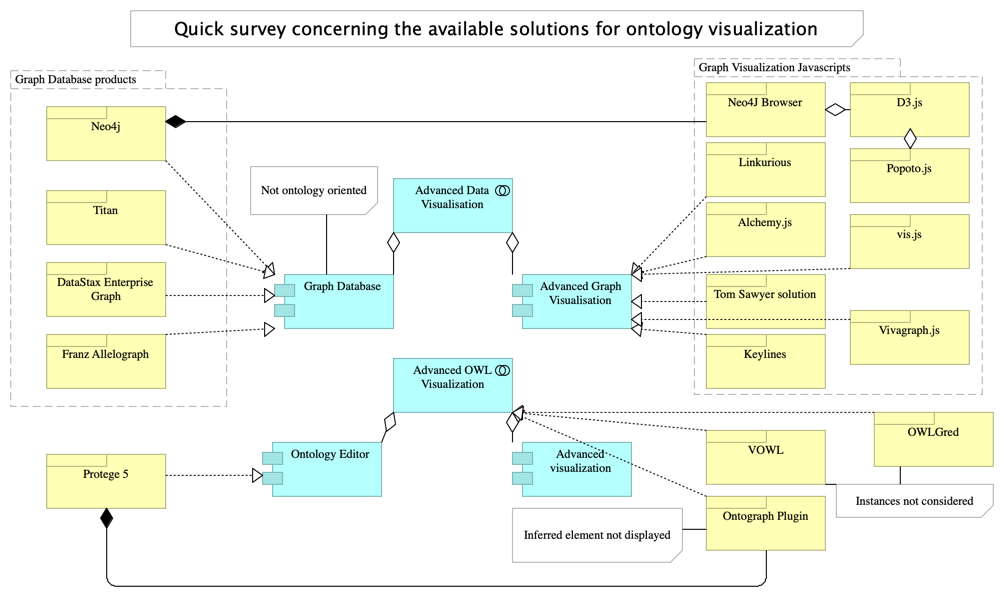 Quick survey concerning the available solutions for ontology visualization
Graph Database products
Graph Visualization Javascripts
Neo4j
Neo4J Browser
D3.js
Linkurious
Popoto.js
Not ontology oriented
Advanced Data
Visualisation
Titan
Alchemy.js
vis.js
DataStax Enterprise
Graph
Graph Database
Advanced Graph
Visualisation
Tom Sawyer solution
Vivagraph.js
Franz Allelograph
Keylines
Advanced OWL
Visualization
OWLGred
Protege 5
Ontology Editor
Advanced
visualization
VOWL
Instances not considered
Ontograph Plugin
Inferred element not displayed